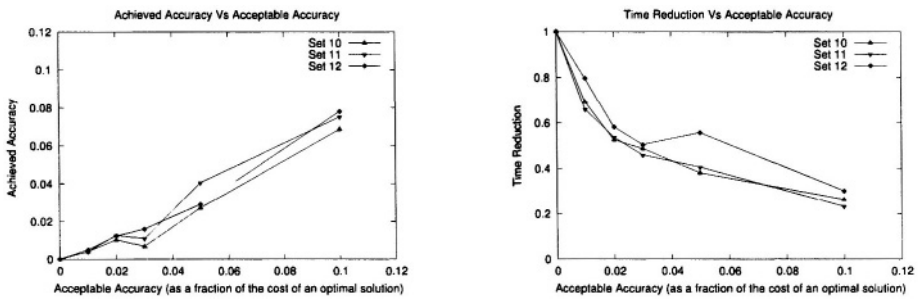 Achieved Accuracy Vs Acceptable Accuracy
0.12
0.1
0.08
0.06
0.04
0.02
0
Achieved Accuracy
Set 10
Set 11
Set 12
0 0.02 0.04 0.06 0.08 0.1 0.12
Acceptable Accuracy (as a fraction of the cost of an optimal solution)
Time Reduction Vs Acceptable Accuracy
1
0.8
0.6
0.4
0.2
0
Time Reduction
Set 10
Set 11
Set 12
0 0.02 0.04 0.06 0.08 0.1 0.12
Acceptable Accuracy (as a fraction of the cost of an optimal solution)